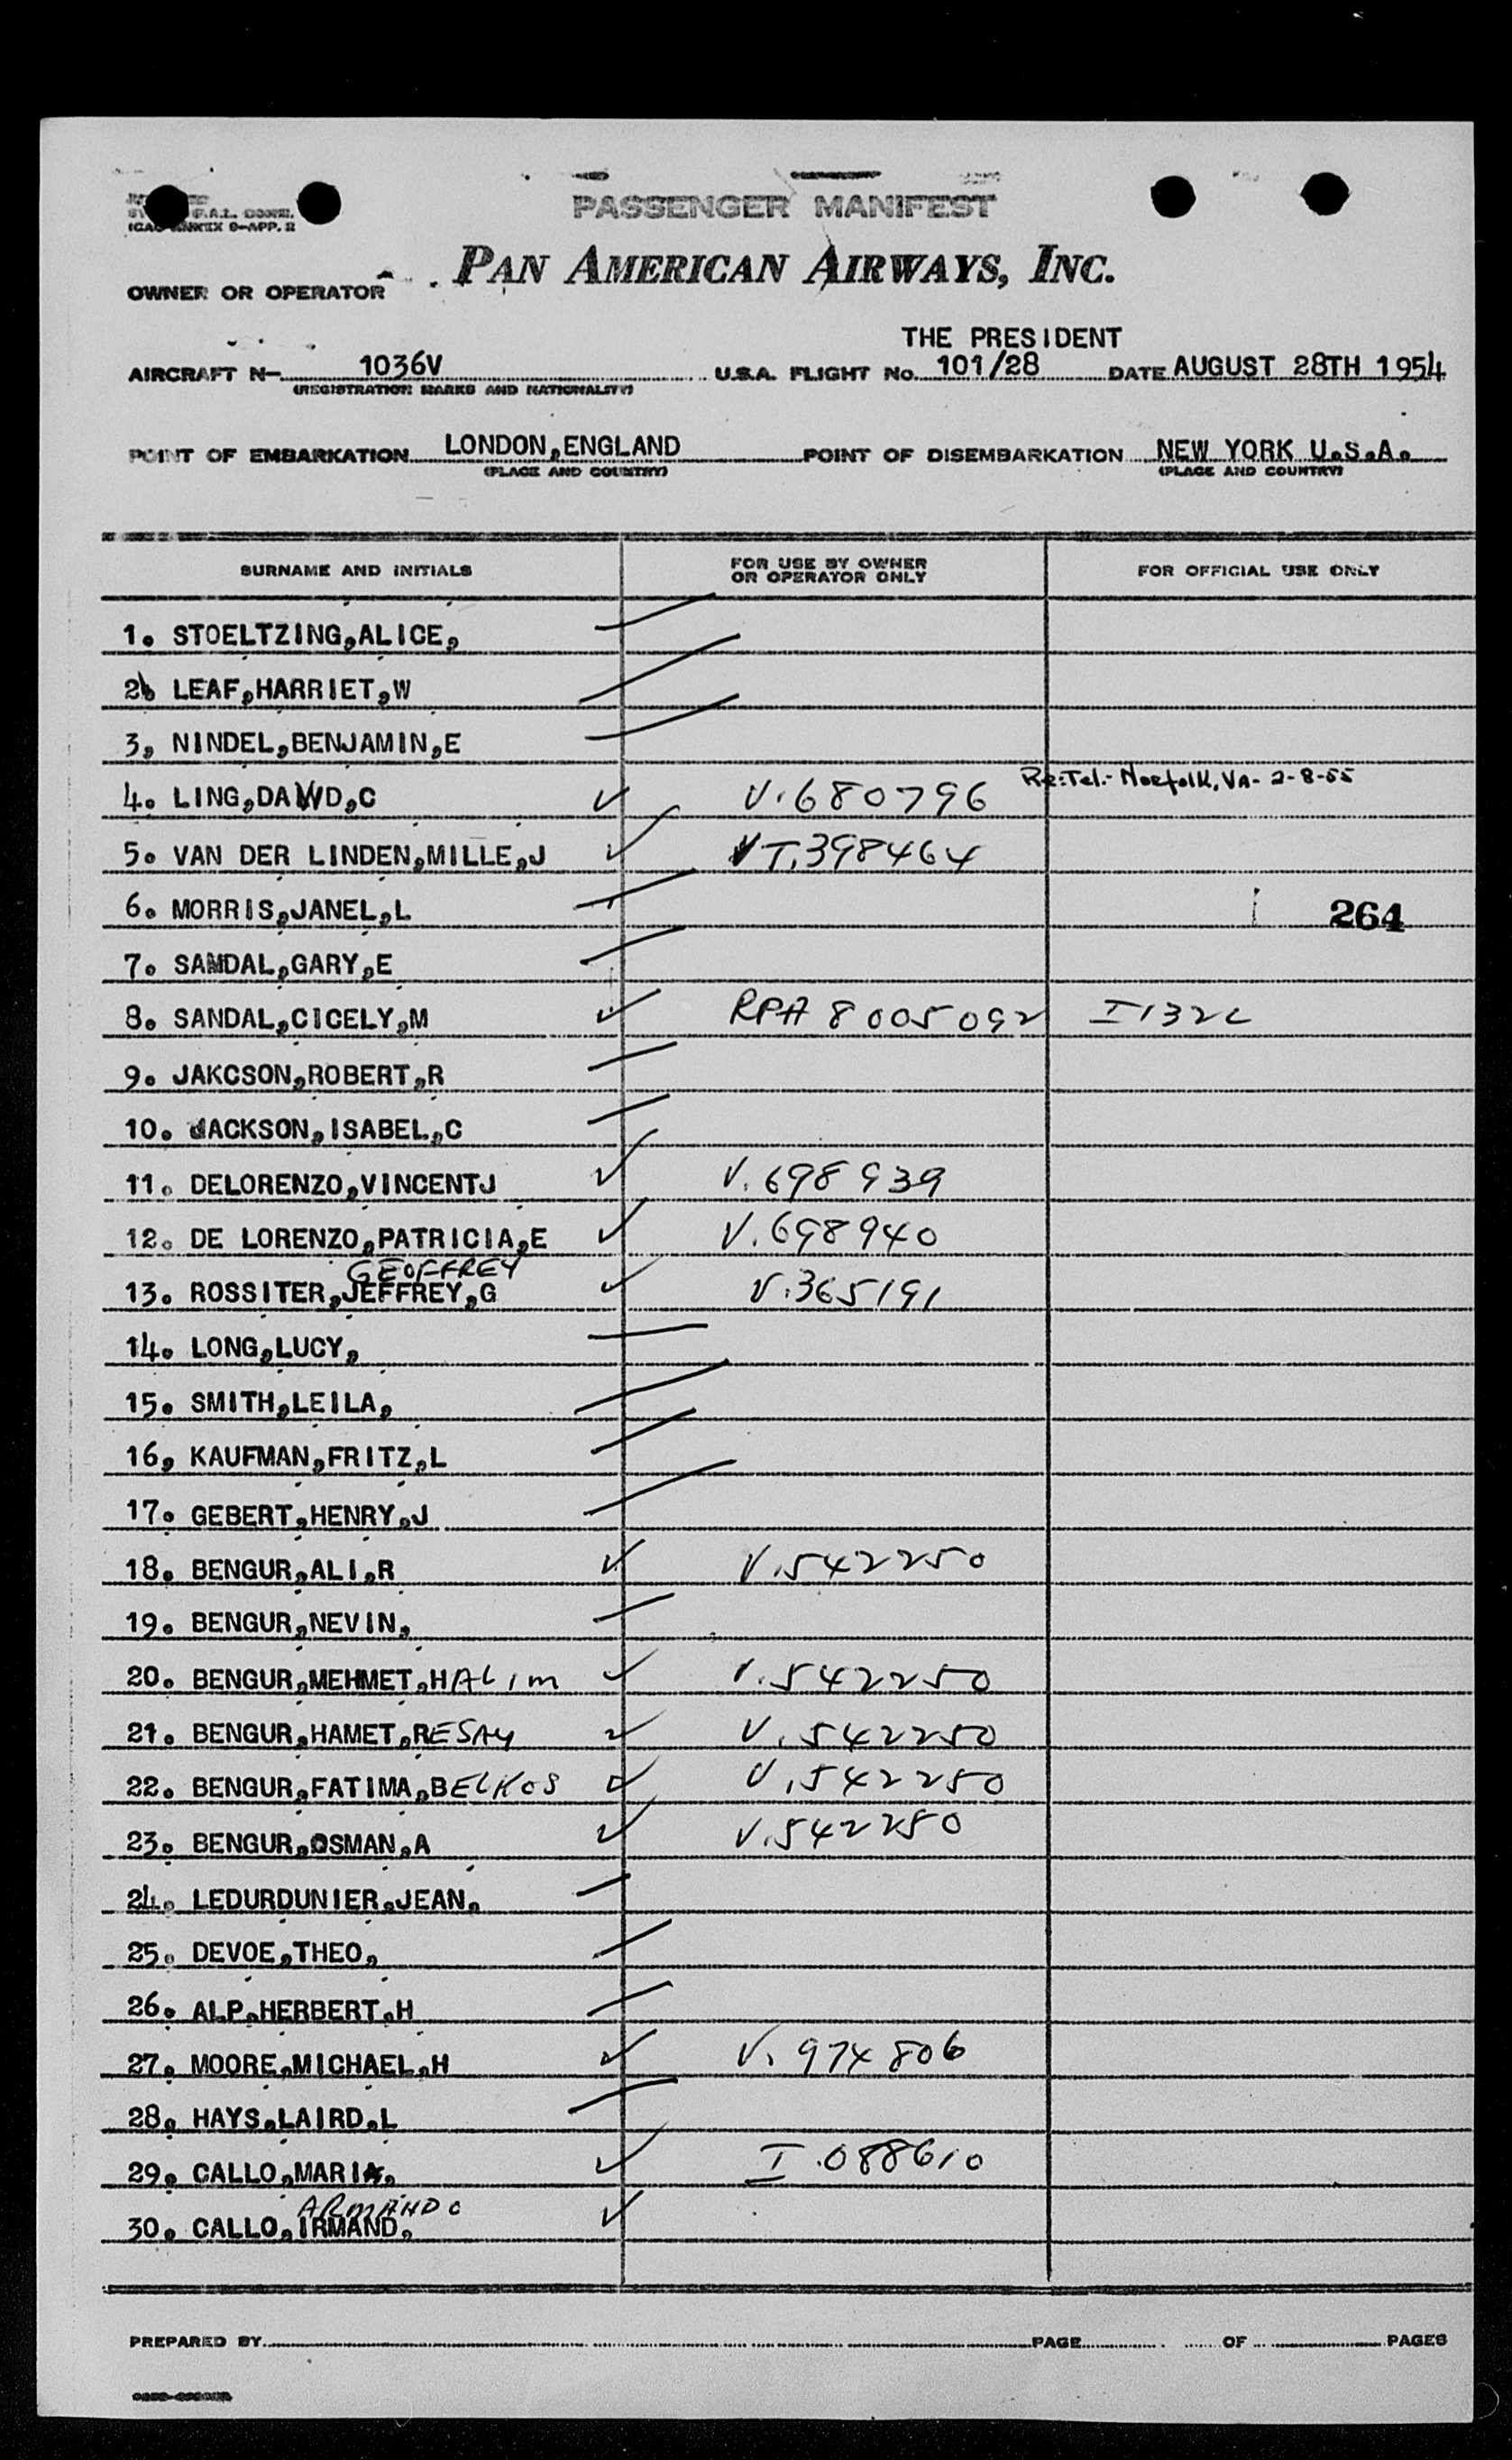 F.A.L. COORD.
ICAO ANNEX 9-APP. 2
PASSENGER MANIFEST
PAN AMERICAN AIRWAYS, INC.
OWNER OR OPERATOR
THE PRESIDENT
AIRCRAFT N- 1036V U.S.A. FLIGHT No. 101/28 DATE AUGUST 28TH 1954
(REGISTRATION MARKS AND NATIONALITY)
POINT OF EMBARKATION LONDON,ENGLAND POINT OF DISEMBARKATION NEW YORK U.S.A.
(PLACE AND COUNTRY) (PLACE AND COUNTRY)
SURNAME AND INITIALS FOR USE BY OWNER OR OPERATOR ONLY FOR OFFICIAL USE ONLY
1. STOELTZING,ALICE,
2. LEAF,HARRIET,W
3, NINDEL,BENJAMIN,E
4. LING,DAWD,C V.680796 Re:Tel.- Norfolk, VA- 2-8-55
5. VAN DER LINDEN,MILLE,J VT.398464
6. MORRIS,JANEL,L 264
7. SAMDAL,GARY,E
8. SANDAL,CICELY,M RPA 8005092 I132C
9. JAKCSON,ROBERT,R
10. JACKSON,ISABEL,C
11. DELORENZO,VINCENTJ V.698939
12. DE LORENZO,PATRICIA,E V.698940
GEOFFREY
13. ROSSITER,JEFFREY,G V.365191
14. LONG,LUCY,
15. SMITH,LEILA,
16, KAUFMAN,FRITZ,L
17. GEBERT,HENRY,J
18. BENGUR,ALI,R V.542250
19. BENGUR,NEVIN,
20. BENGUR,MEHMET,HALIM V.542250
21. BENGUR,HAMET,RESAY V.542250
22. BENGUR,FATIMA,BELKOS V.542250
23. BENGUR,OSMAN,A V.542250
24. LEDURDUNIER,JEAN,
25. DEVOE,THEO,
26. ALP,HERBERT,H
27. MOORE,MICHAEL,H V.974806
28. HAYS,LAIRD,L
29. CALLO,MARIA, I.088610
ARMANDO
30. CALLO,IRMAND,
PREPARED BY PAGE OF PAGES